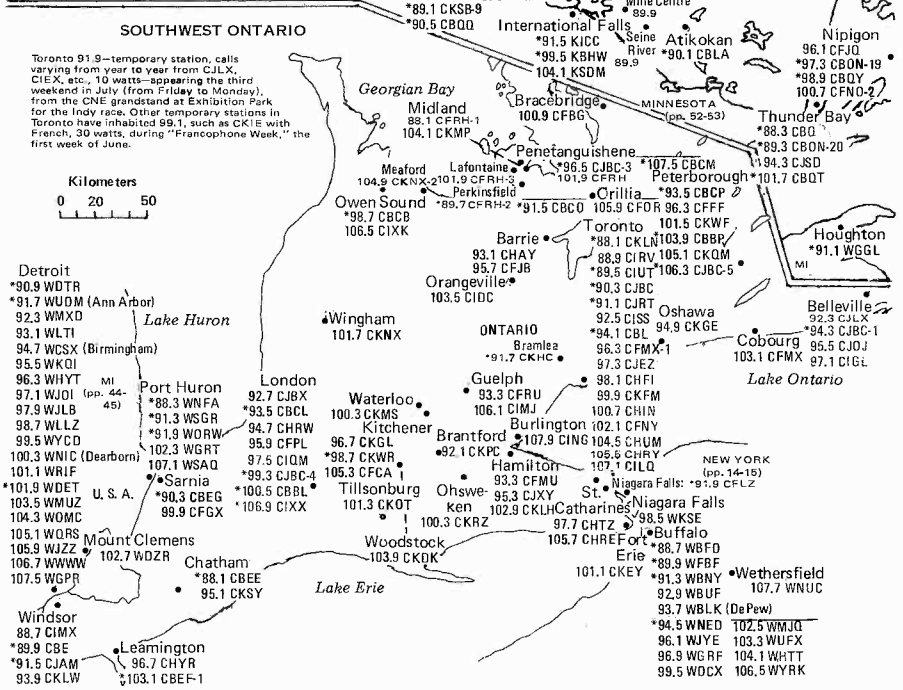 SOUTHWEST ONTARIO
Toronto 91.9—temporary station, calls
varying from year to year from CJLX,
CIEX, etc., 10 watts—appearing the third
weekend in July (from Friday to Monday),
from the CNE grandstand at Exhibition Park
for the Indy race. Other temporary stations in
Toronto have inhabited 99.1, such as CKIE with
French, 30 watts, during "Francophone Week," the
first week of June.
Kilometers
0 20 50
*89.1 CKSB-9
*90.5 CBQQ
International Falls
*91.5 KICC
*99.5 KBHW
104.1 KSDM
Mine Centre
89.9
Seine
River
89.9
Atikokan
*90.1 CBLA
Nipigon
96.1 CFJQ
*97.3 CBON-19
*98.9 CBQY
100.7 CFNO-2
MINNESOTA
(pp. 52-53)
Thunder Bay
*88.3 CBQ
*89.3 CBON-20
94.3 CJSD
*101.7 CBQT
Houghton
*91.1 WGGL
MI
Georgian Bay
Midland
88.1 CFRH-1
104.1 CKMP
Bracebridge
100.9 CFBG
Penetanguishene
*96.5 CJBC-3
101.9 CFRH
Lafontaine
101.9 CFRH-3
Perkinsfield
*89.7 CFRH-2
Meaford
104.9 CKNX-2
Owen Sound
*98.7 CBCB
106.5 CIXK
*91.5 CBCO
Orillia
105.9 CFOR
*107.5 CBCM
Peterborough
*93.5 CBCP
96.3 CFFF
101.5 CKWF
*103.9 CBBP
105.1 CKQM
*106.3 CJBC-5
Barrie
93.1 CHAY
95.7 CFJB
Orangeville
103.5 CIDC
Toronto
*88.1 CKLN
88.9 CIRV
*89.5 CIUT
*90.3 CJBC
*91.1 CJRT
92.5 CISS
*94.1 CBL
96.3 CFMX-1
97.3 CJEZ
98.1 CHFI
99.9 CKFM
100.7 CHIN
102.1 CFNY
104.5 CHUM
105.5 CHRY
107.1 CILQ
Oshawa
94.9 CKGE
Cobourg
103.1 CFMX
Belleville
92.3 CJLX
*94.3 CJBC-1
95.5 CJOJ
97.1 CIGL
Lake Ontario
Detroit
*90.9 WDTR
*91.7 WUOM (Ann Arbor)
92.3 WMXD
93.1 WLTI
94.7 WCSX (Birmingham)
95.5 WKQI
96.3 WHYT
97.1 WJOI
97.9 WJLB
98.7 WLLZ
99.5 WYCD
100.3 WNIC (Dearborn)
101.1 WRIF
*101.9 WDET
103.5 WMUZ
104.3 WOMC
105.1 WQRS
105.9 WJZZ
106.7 WWWW
107.5 WGPR
MI
(pp. 44-
45)
U. S. A.
Lake Huron
Port Huron
*88.3 WNFA
*91.3 WSGR
*91.9 WORW
102.3 WGRT
107.1 WSAQ
Sarnia
*90.3 CBEG
99.9 CFGX
Mount Clemens
102.7 WDZR
Wingham
101.7 CKNX
ONTARIO
Bramlea
*91.7 CKHC
London
92.7 CJBX
*93.5 CBCL
94.7 CHRW
95.9 CFPL
97.5 CIQM
*99.3 CJBC-4
*100.5 CBBL
*106.9 CIXX
Waterloo
100.3 CKMS
Kitchener
96.7 CKGL
*98.7 CKWR
105.3 CFCA
Guelph
93.3 CFRU
106.1 CIMJ
Burlington
107.9 CING
Brantford
92.1 CKPC
Hamilton
93.3 CFMU
95.3 CJXY
102.9 CKLH
Tillsonburg
101.3 CKOT
Ohswe-
ken
100.3 CKRZ
Woodstock
103.9 CKDK
St.
Catharines
97.7 CHTZ
105.7 CHRE
NEW YORK
(pp. 14-15)
Niagara Falls: *91.9 CFLZ
Niagara Falls
98.5 WKSE
Fort
Erie
101.1 CKEY
Buffalo
*88.7 WBFO
*89.9 WFBF
*91.3 WBNY
92.9 WBUF
93.7 WBLK (DePew)
*94.5 WNED
96.1 WJYE
96.9 WGRF
99.5 WDCX
102.5 WMJQ
103.3 WUFX
104.1 WHTT
106.5 WYRK
Wethersfield
107.7 WNUC
Chatham
*88.1 CBEE
95.1 CKSY
Lake Erie
Windsor
88.7 CIMX
*89.9 CBE
*91.5 CJAM
93.9 CKLW
Leamington
96.7 CHYR
*103.1 CBEF-1